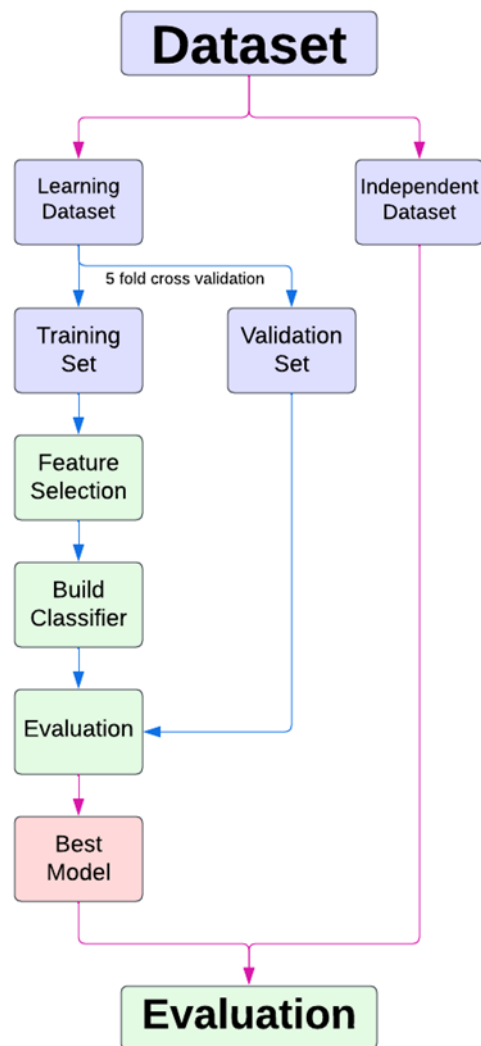 Dataset
Learning
Dataset
Independent
Dataset
5 fold cross validation
Training
Set
Validation
Set
Feature
Selection
Build
Classifier
Evaluation
Best
Model
Evaluation